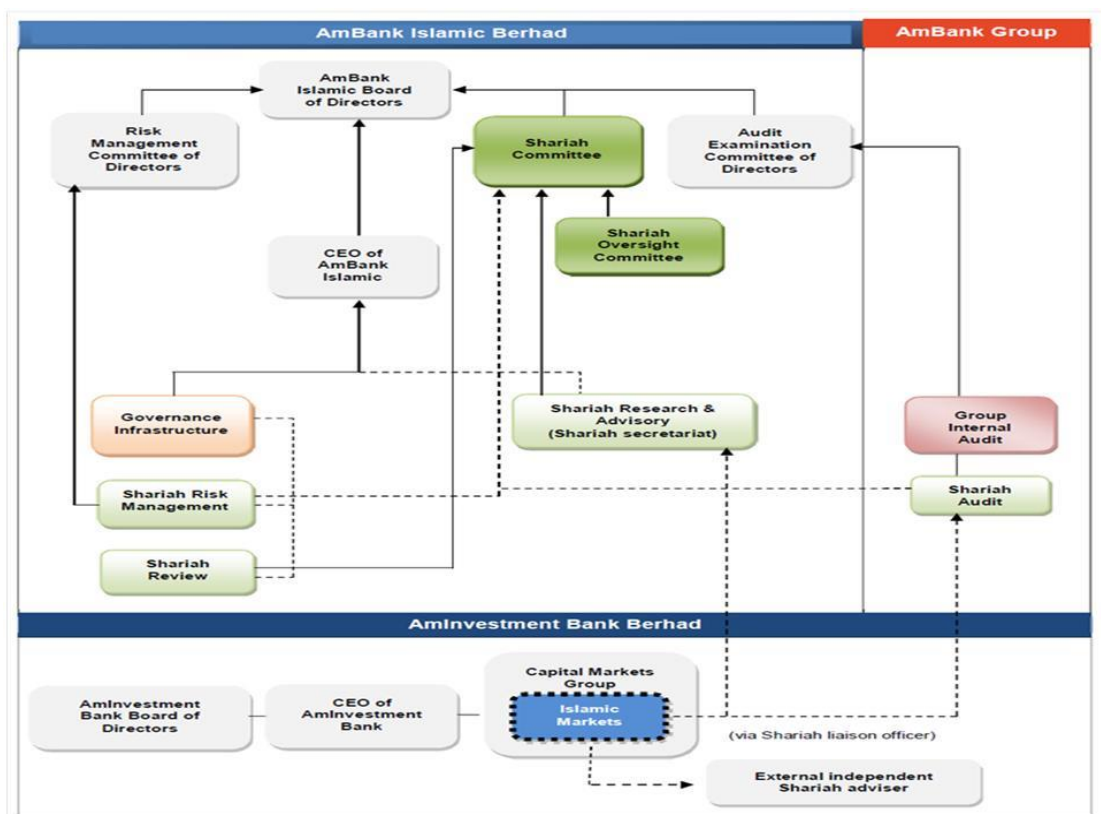 AmBank Islamic Berhad
AmBank Group
AmBank
Islamic Board
of Directors
Risk
Management
Committee of
Directors
Shariah
Committee
Audit
Examination
Committee of
Directors
Shariah
Oversight
Committee
CEO of
AmBank
Islamic
Governance
Infrastructure
Shariah Research &
Advisory
(Shariah secretariat)
Group
Internal
Audit
Shariah Risk
Management
Shariah
Audit
Shariah
Review
AmInvestment Bank Berhad
AmInvestment
Bank Board of
Directors
CEO of
AmInvestment
Bank
Capital Markets
Group
Islamic
Markets
(via Shariah liaison officer)
External independent
Shariah adviser